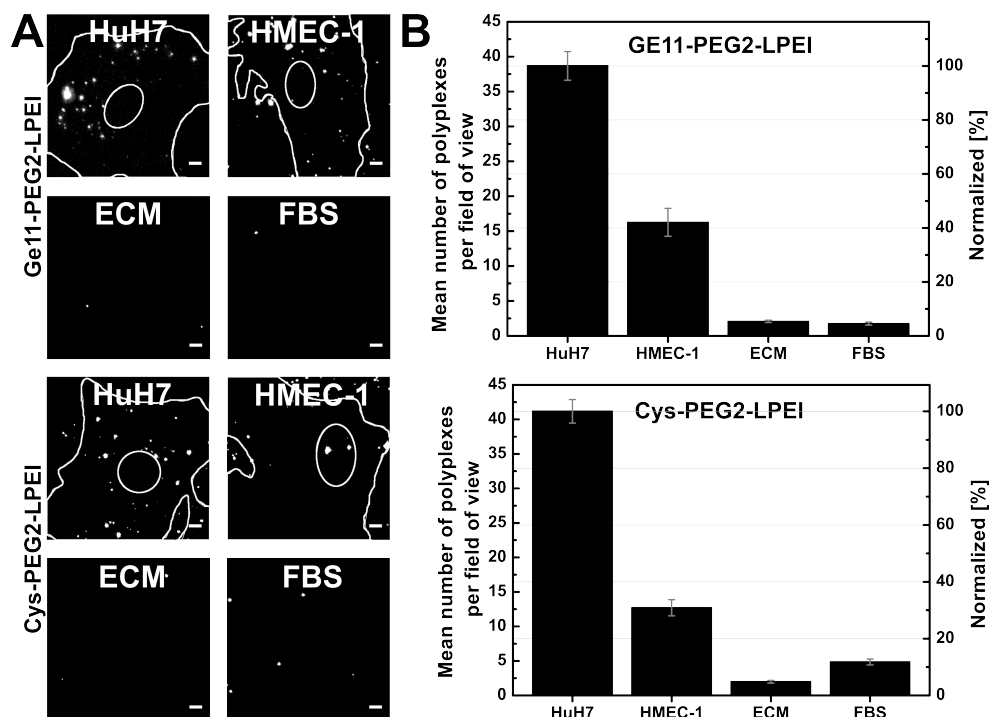 A
HuH7
HMEC-1
Ge11-PEG2-LPEI
ECM
FBS
HuH7
HMEC-1
Cys-PEG2-LPEI
ECM
FBS
B
GE11-PEG2-LPEI
Mean number of polyplexes
per field of view
45
40
35
30
25
20
15
10
5
0
Normalized [%]
100
80
60
40
20
0
HuH7
HMEC-1
ECM
FBS
Cys-PEG2-LPEI
Mean number of polyplexes
per field of view
45
40
35
30
25
20
15
10
5
0
Normalized [%]
100
80
60
40
20
0
HuH7
HMEC-1
ECM
FBS